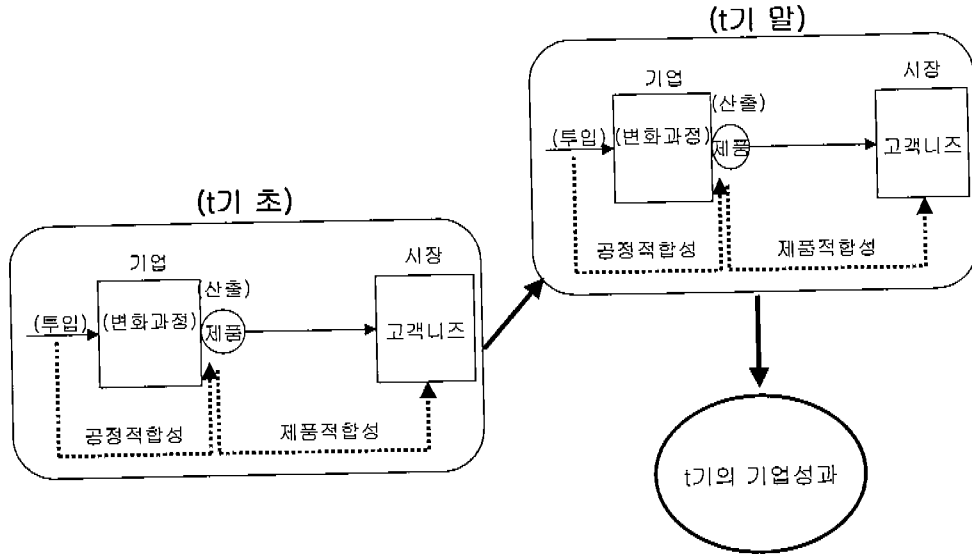 (t기 말)
기업
시장
(산출)
(투입)
(변화과정)
제품
고객니즈
공정적합성
제품적합성
(t기 초)
기업
시장
(산출)
(투입)
(변화과정)
제품
고객니즈
공정적합성
제품적합성
t기의 기업성과